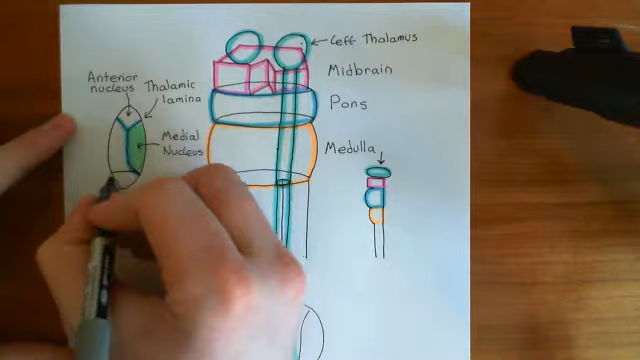 Left Thalamus
Midbrain
Anterior
nucleus
Thalamic
lamina
Pons
Medial
Nucleus
Medulla